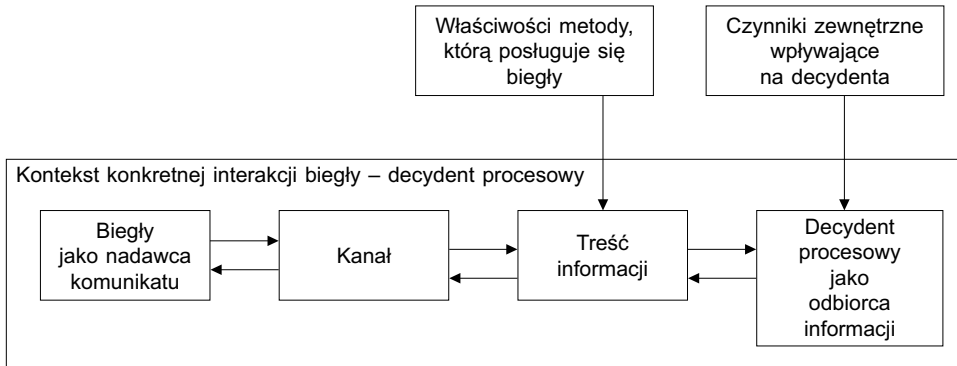 Właściwości metody,
którą posługuje się
biegły
Czynniki zewnętrzne
wpływające
na decydenta
Kontekst konkretnej interakcji biegły – decydent procesowy
Biegły
jako nadawca
komunikatu
Kanał
Treść
informacji
Decydent
procesowy
jako
odbiorca
informacji